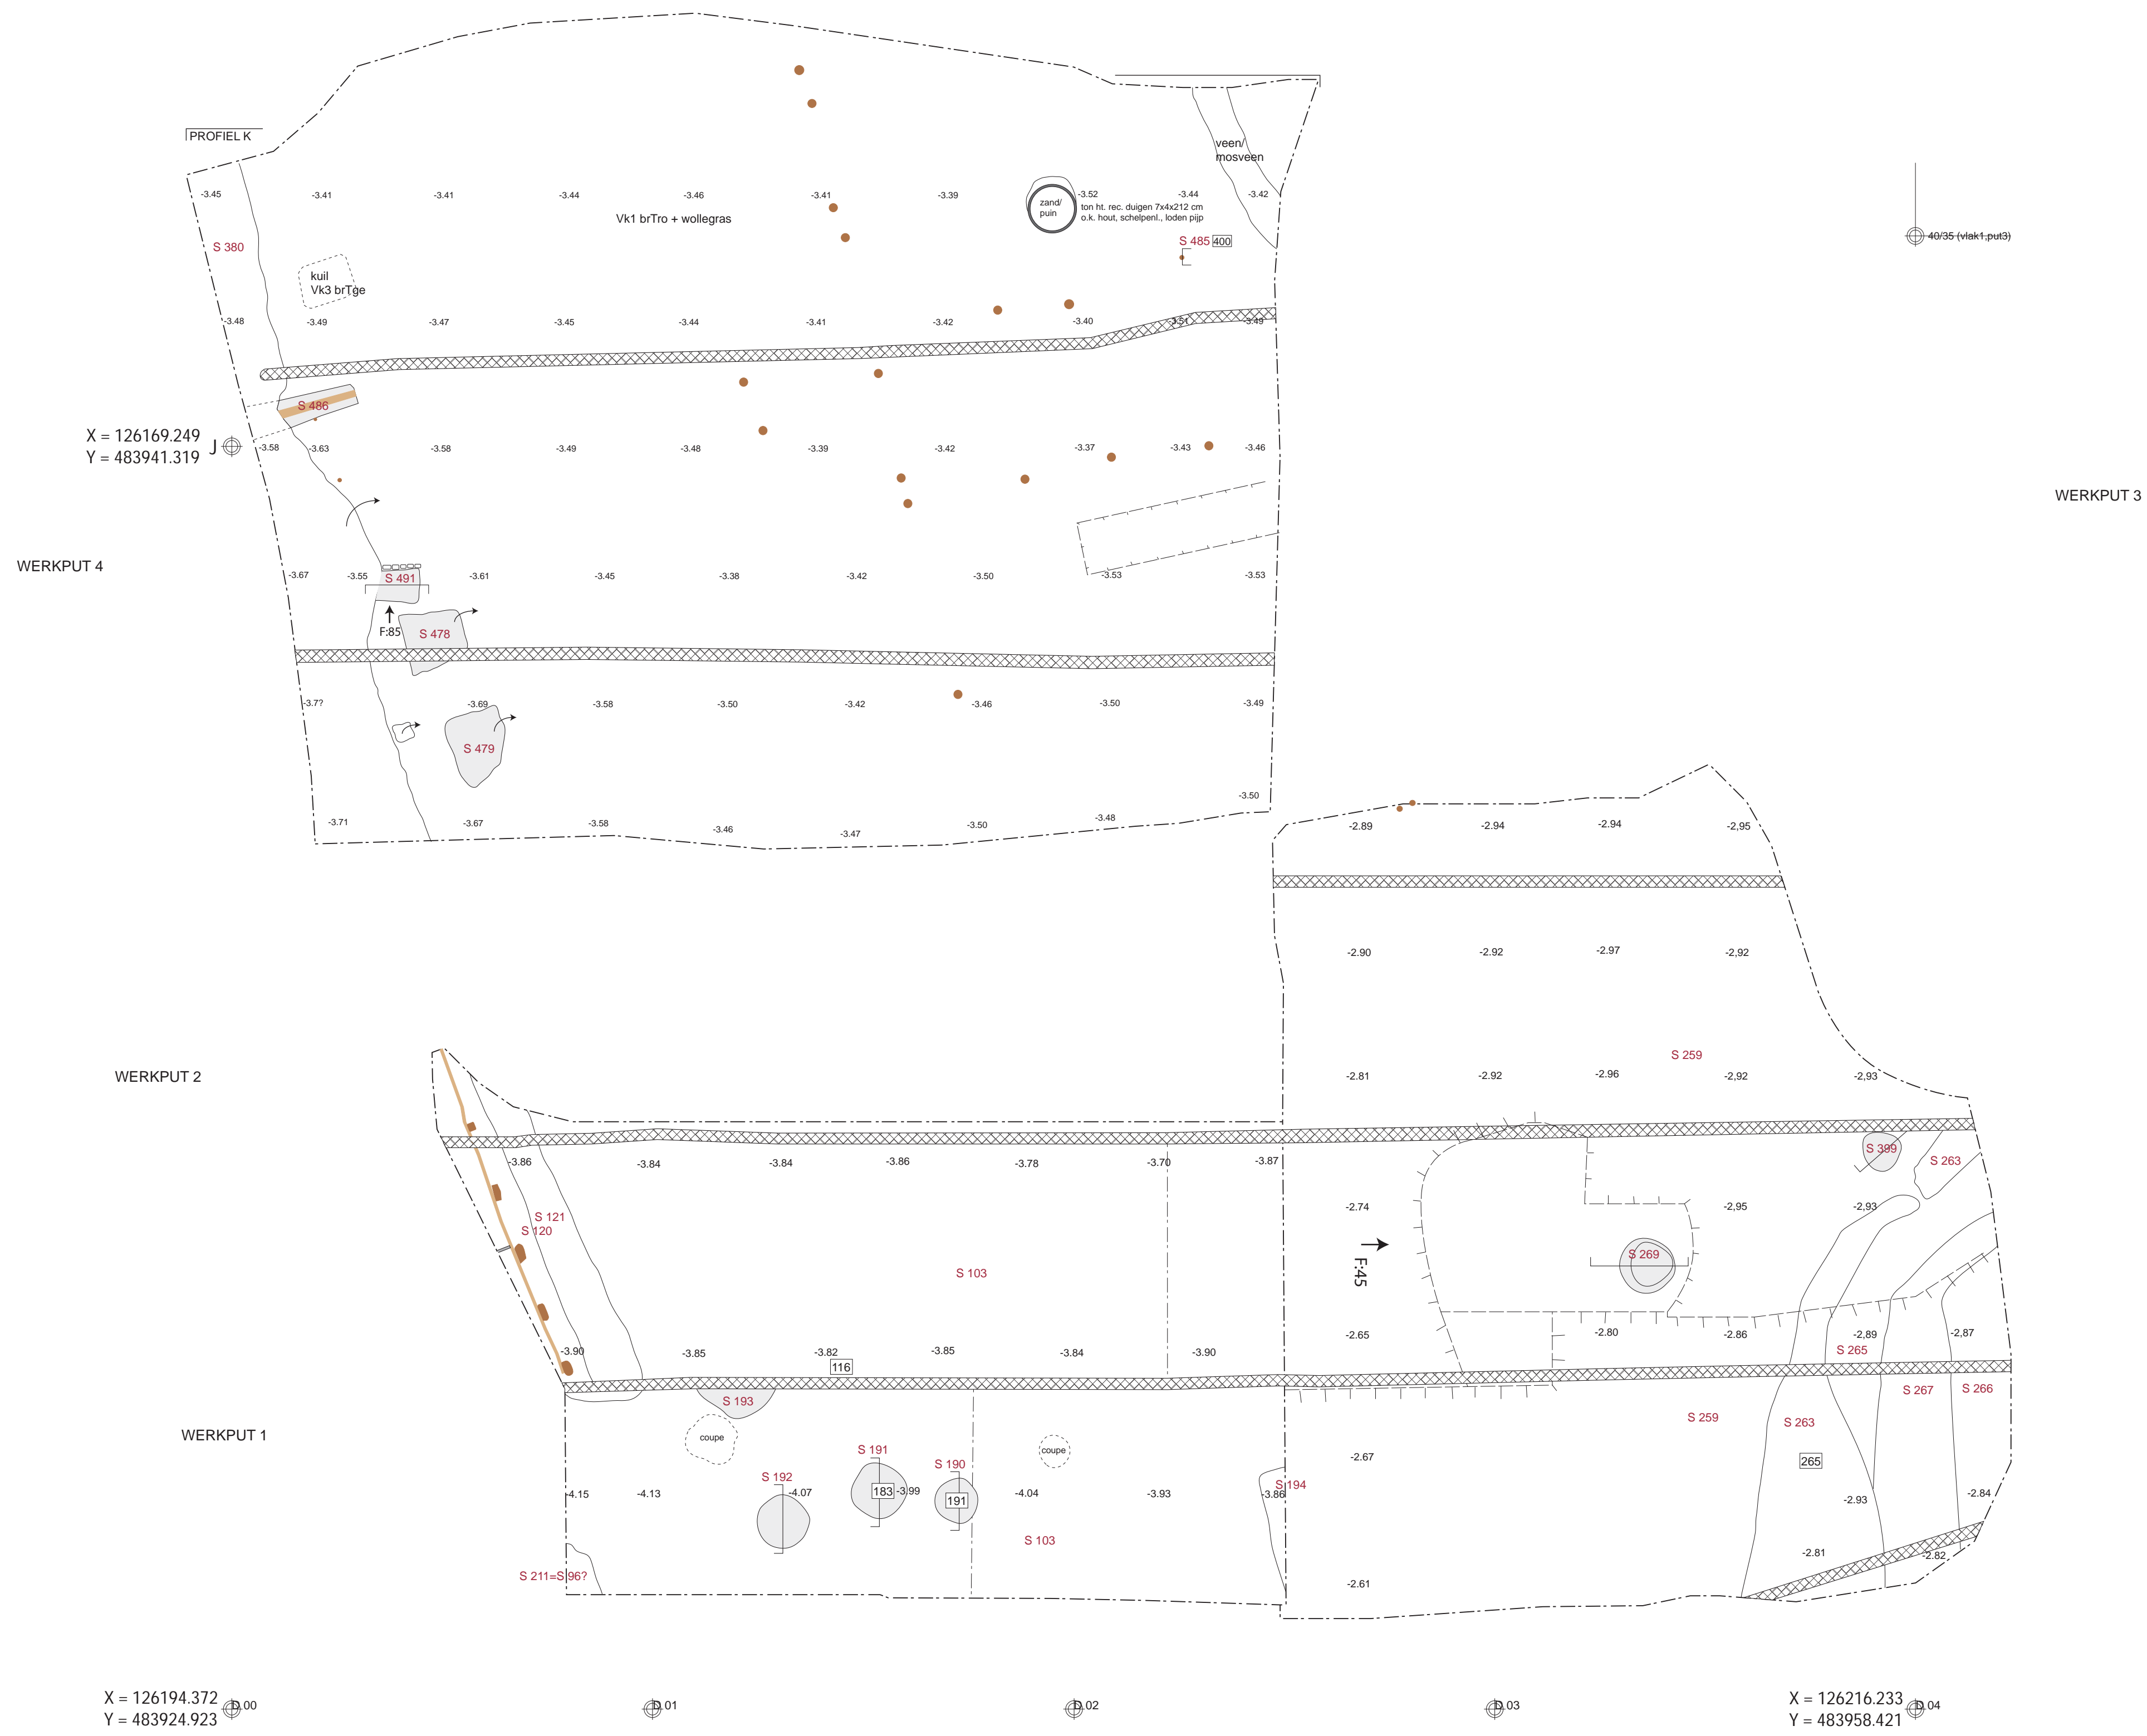 PROFIEL K
veen/
mosveen
-3.45
-3.41
-3.41
-3.44
-3.46
-3.41
-3.39
zand/
puin
-3.52
-3.44
-3.42
ton ht. rec. duigen 7x4x212 cm
o.k. hout, schelpenl., loden pijp
Vk1 brTro + wollegras
S 380
S 485 400
40/35 (vlak1,put3)
kuil
Vk3 brTge
-3.48
-3.49
-3.47
-3.45
-3.44
-3.41
-3.42
-3.40
-3.51
-3.49
S 486
X = 126169.249
Y = 483941.319
J
-3.58
-3.63
-3.58
-3.49
-3.48
-3.39
-3.42
-3.37
-3.43
-3.46
WERKPUT 3
WERKPUT 4
-3.67
-3.55
S 491
-3.61
-3.45
-3.38
-3.42
-3.50
-3.53
-3.53
F:85
S 478
-3.7?
-3.69
-3.58
-3.50
-3.42
-3.46
-3.50
-3.49
S 479
-3.50
-3.71
-3.67
-3.58
-3.46
-3.47
-3.50
-3.48
-2.89
-2.94
-2.94
-2,95
-2.90
-2.92
-2.97
-2,92
S 259
WERKPUT 2
-2.81
-2.92
-2.96
-2,92
-2,93
-3.86
-3.84
-3.84
-3.86
-3.78
-3.70
-3.87
S 399
S 263
S 121
S 120
-2.74
-2,95
-2,93
F:45
S 269
S 103
-3.90
-3.85
-3.82
-3.85
-3.84
-3.90
-2.65
-2.80
-2.86
-2,89
-2,87
116
S 265
S 193
S 267
S 266
S 259
S 263
WERKPUT 1
coupe
coupe
S 191
S 190
S 192
-2.67
265
S 194
-4.15
-4.13
-4.07
183
-3.99
191
-4.04
-3.93
-3.86
-2.93
-2.84
S 103
-2.81
-2.82
S 211=S 96?
-2.61
X = 126194.372
Y = 483924.923
D.00
D.01
D.02
D.03
X = 126216.233
Y = 483958.421
D.04